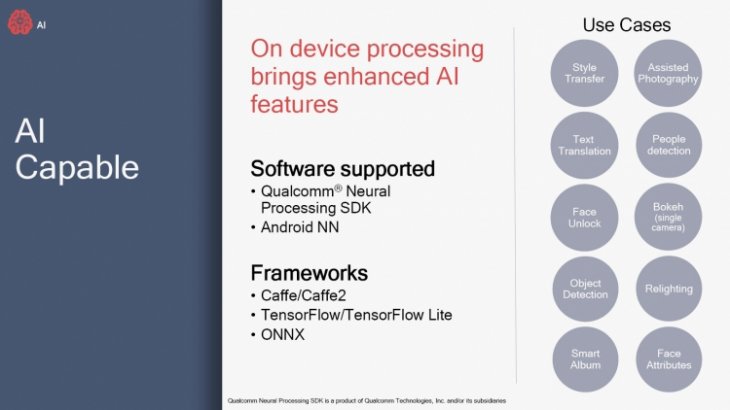 AI
AI
Capable
On device processing
brings enhanced AI
features
Software supported
• Qualcomm® Neural
Processing SDK
• Android NN
Frameworks
• Caffe/Caffe2
• TensorFlow/TensorFlow Lite
• ONNX
Use Cases
Style
Transfer
Assisted
Photography
Text
Translation
People
detection
Face
Unlock
Bokeh
(single
camera)
Object
Detection
Relighting
Smart
Album
Face
Attributes
Qualcomm Neural Processing SDK is a product of Qualcomm Technologies, Inc. and/or its subsidiaries